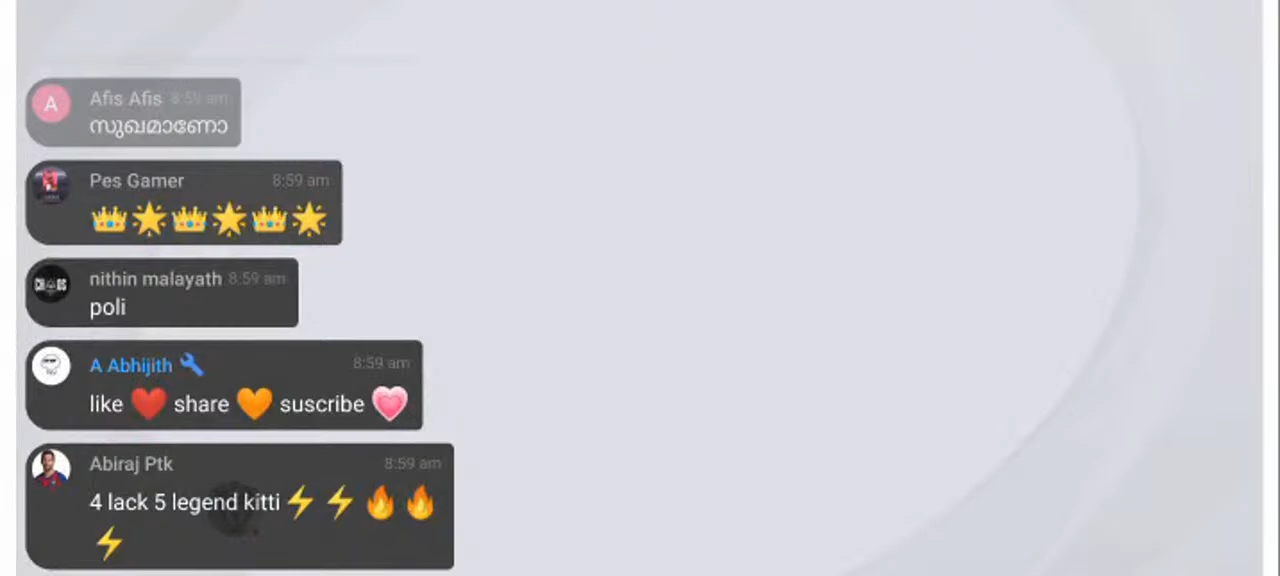 A
Afis Afis 8:59 am
സുഖമാണോ
Pes Gamer 8:59 am
👑🌟👑🌟👑🌟
CHAOS
nithin malayath 8:59 am
poli
A Abhijith 🔧 8:59 am
like ❤️ share 🧡 suscribe 💗
Abiraj Ptk 8:59 am
4 lack 5 legend kitti⚡⚡🔥🔥
⚡